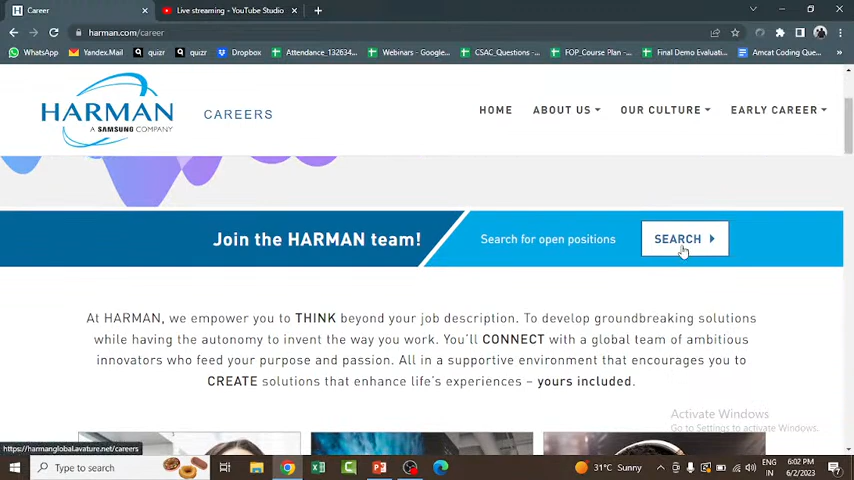 Career
Live streaming - YouTube Studio
harman.com/career
WhatsApp
Yandex.Mail
quizr
quizr
Dropbox
Attendance_132634...
Webinars - Google...
CSAC_Questions -...
FOP_Course Plan -...
Final Demo Evaluati...
Amcat Coding Que...
HARMAN
A SAMSUNG COMPANY
CAREERS
HOME
ABOUT US
OUR CULTURE
EARLY CAREER
Join the HARMAN team!
Search for open positions
SEARCH
At HARMAN, we empower you to THINK beyond your job description. To develop groundbreaking solutions
while having the autonomy to invent the way you work. You'll CONNECT with a global team of ambitious
innovators who feed your purpose and passion. All in a supportive environment that encourages you to
CREATE solutions that enhance life's experiences – yours included.
Activate Windows
Go to Settings to activate Windows.
https://harmanglobal.avature.net/careers
Type here to search
31°C Sunny
ENG
IN
6:02 PM
6/2/2023